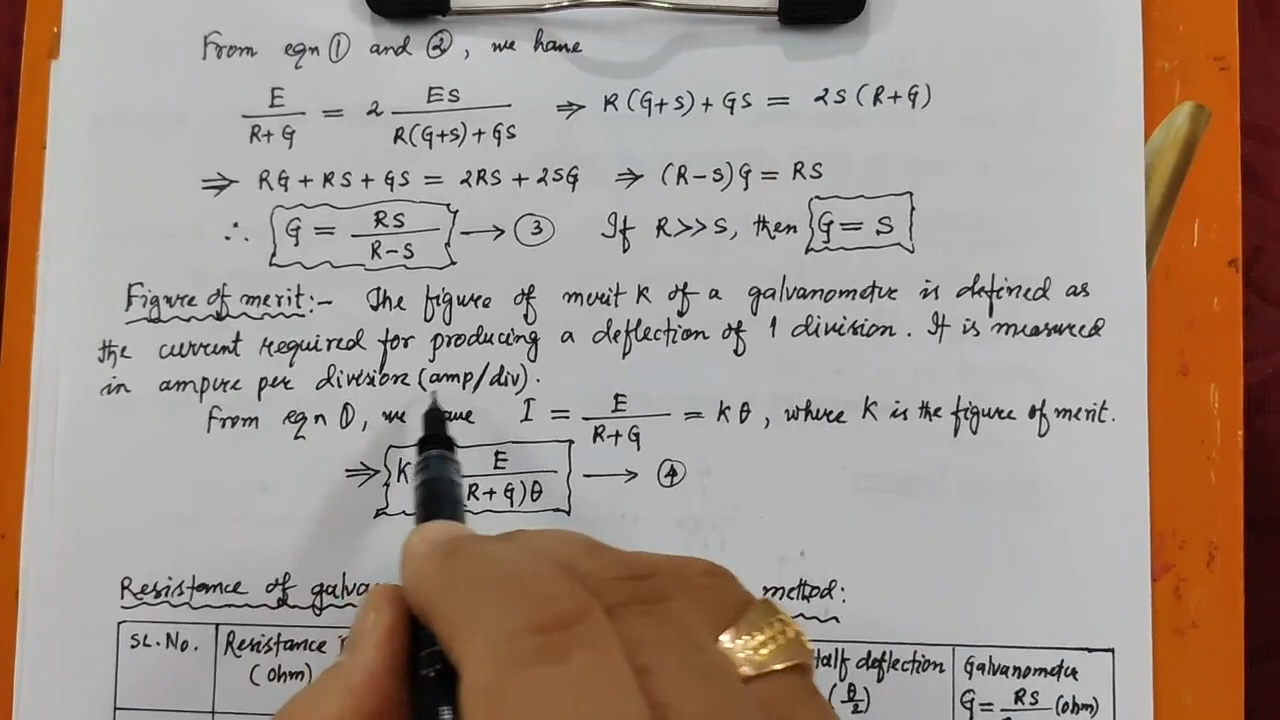 From eqn ① and ②, we have
E/(R+G) = 2 ES/(R(G+S)+GS) ⇒ R(G+S)+GS = 2S(R+G)
⇒ RG+RS+GS = 2RS+2SG ⇒ (R-S)G = RS
∴ G = RS/(R-S) → ③ If R>>S, then G = S
Figure of merit:- The figure of merit K of a galvanometer is defined as
the current required for producing a deflection of 1 division. It is measured
in ampere per division (amp/div).
From eqn ①, we have I = E/(R+G) = Kθ, where K is the figure of merit.
⇒ K E/(R+G)θ → ④
Resistance of method:
SL. No. Resistance Half deflection (θ/2) Galvanometer
(ohm) G = RS (ohm)